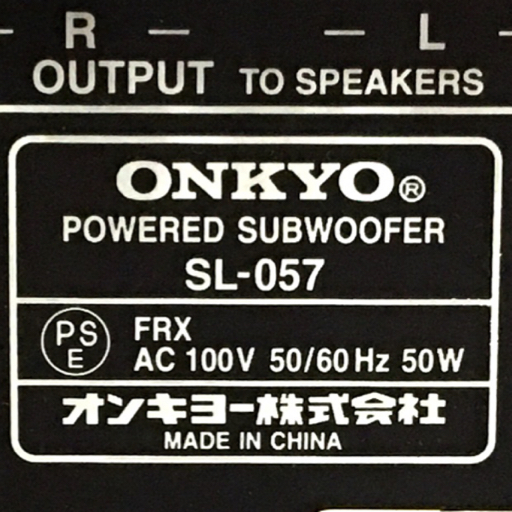 R L
OUTPUT TO SPEAKERS
ONKYO®
POWERED SUBWOOFER
SL-057
PS
E
FRX
AC 100V 50/60Hz 50W
オンキヨー株式会社
MADE IN CHINA